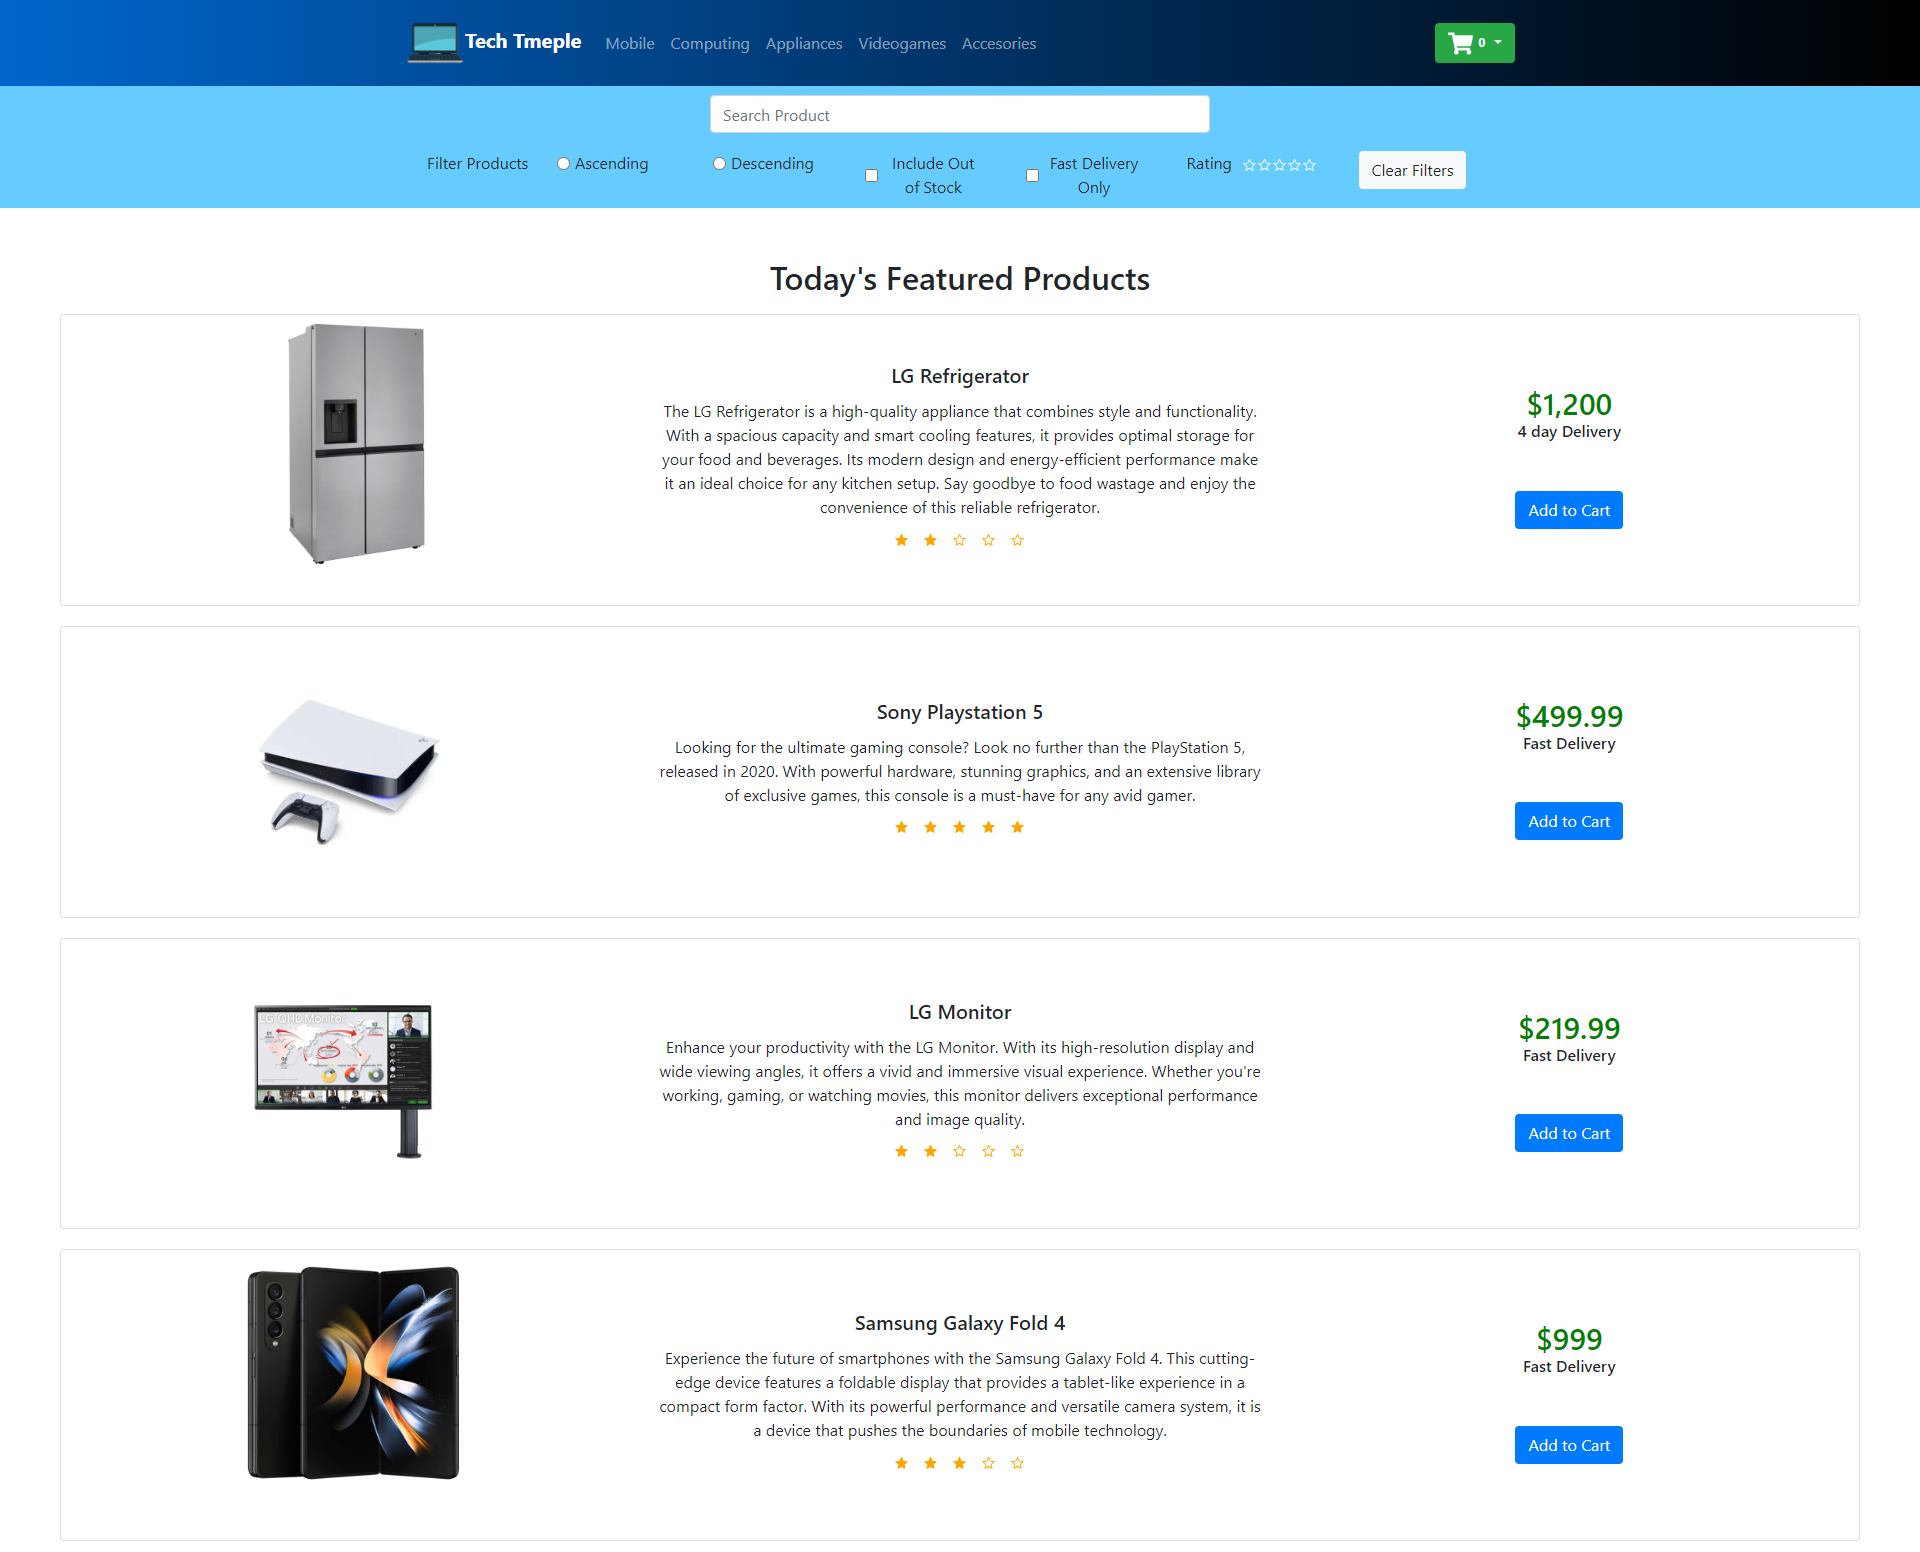 Tech Tmeple
Mobile
Computing
Appliances
Videogames
Accesories
0
Search Product
Filter Products
Ascending
Descending
Include Out
of Stock
Fast Delivery
Only
Rating
Clear Filters
Today's Featured Products
LG Refrigerator
The LG Refrigerator is a high-quality appliance that combines style and functionality.
With a spacious capacity and smart cooling features, it provides optimal storage for
your food and beverages. Its modern design and energy-efficient performance make
it an ideal choice for any kitchen setup. Say goodbye to food wastage and enjoy the
convenience of this reliable refrigerator.
$1,200
4 day Delivery
Add to Cart
Sony Playstation 5
Looking for the ultimate gaming console? Look no further than the PlayStation 5,
released in 2020. With powerful hardware, stunning graphics, and an extensive library
of exclusive games, this console is a must-have for any avid gamer.
$499.99
Fast Delivery
Add to Cart
LG QHD Monitor
LG Monitor
Enhance your productivity with the LG Monitor. With its high-resolution display and
wide viewing angles, it offers a vivid and immersive visual experience. Whether you're
working, gaming, or watching movies, this monitor delivers exceptional performance
and image quality.
$219.99
Fast Delivery
Add to Cart
Samsung Galaxy Fold 4
Experience the future of smartphones with the Samsung Galaxy Fold 4. This cutting-
edge device features a foldable display that provides a tablet-like experience in a
compact form factor. With its powerful performance and versatile camera system, it is
a device that pushes the boundaries of mobile technology.
$999
Fast Delivery
Add to Cart